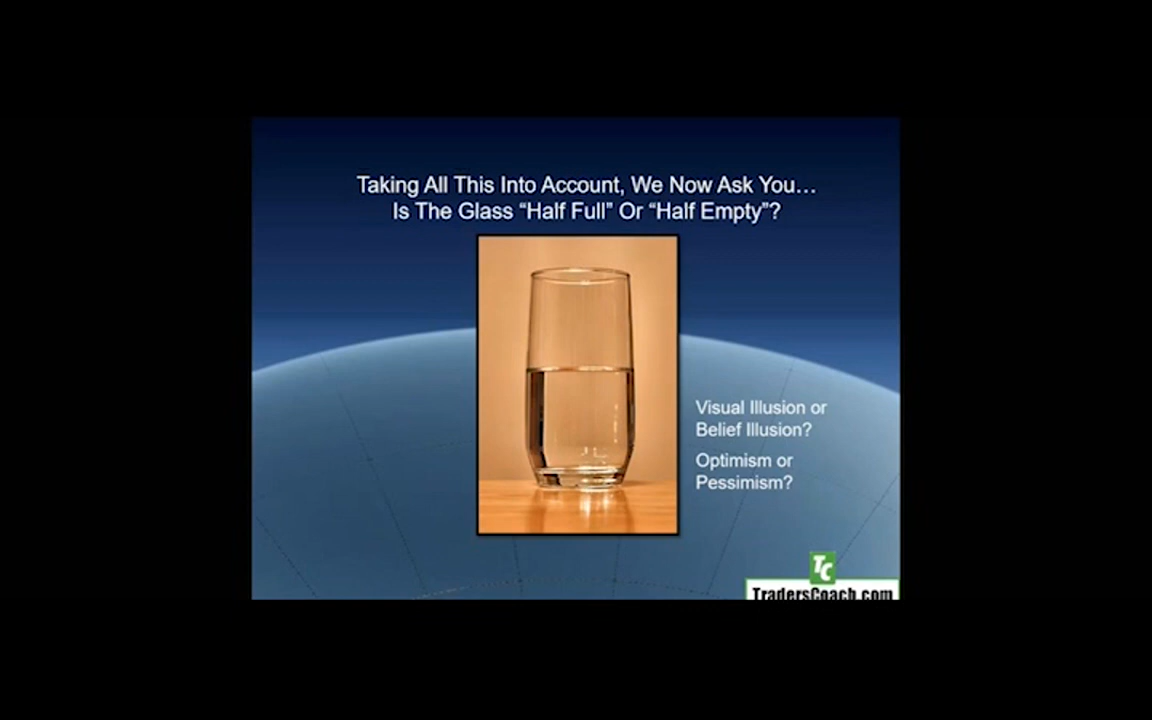 Taking All This Into Account, We Now Ask You…
Is The Glass “Half Full” Or “Half Empty”?
Visual Illusion or
Belief Illusion?
Optimism or
Pessimism?
TC
TradersCoach.com